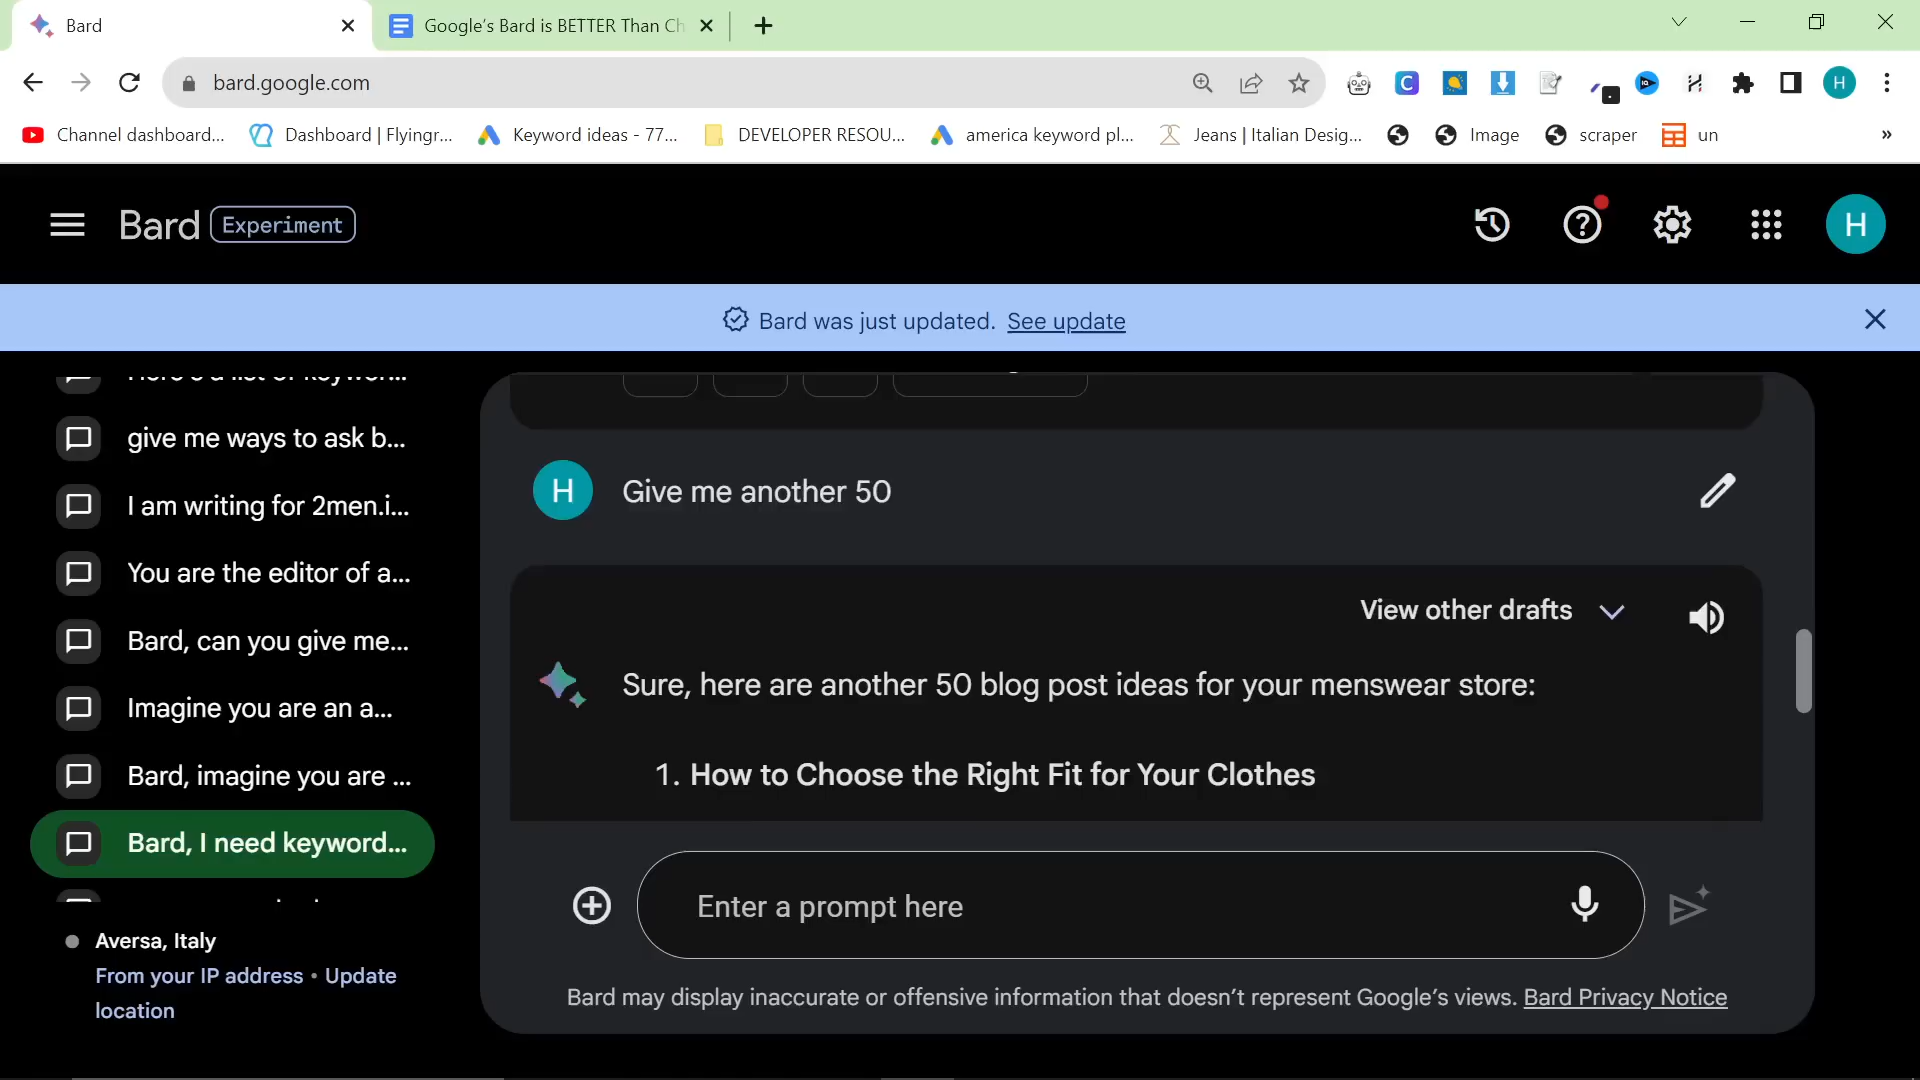 Bard
Google's Bard is BETTER Than Ch
bard.google.com
H
Channel dashboard...
Dashboard | Flyingr...
Keyword ideas - 77...
DEVELOPER RESOU...
america keyword pl...
Jeans | Italian Desig...
Image
scraper
un
»
Bard
Experiment
H
Bard was just updated. See update
give me ways to ask b...
I am writing for 2men.i...
You are the editor of a...
Bard, can you give me...
Imagine you are an a...
Bard, imagine you are ...
Bard, I need keyword...
Aversa, Italy
From your IP address • Update
location
H
Give me another 50
View other drafts
Sure, here are another 50 blog post ideas for your menswear store:
1. How to Choose the Right Fit for Your Clothes
Enter a prompt here
Bard may display inaccurate or offensive information that doesn't represent Google's views. Bard Privacy Notice